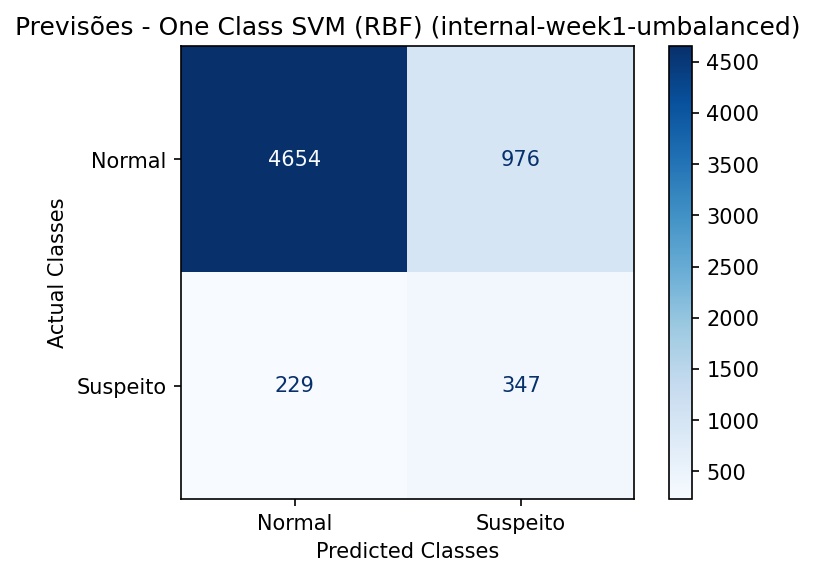 Previsões - One Class SVM (RBF) (internal-week1-umbalanced)
Actual Classes
Normal
Suspeito
4654
976
229
347
Normal
Suspeito
Predicted Classes
4500
4000
3500
3000
2500
2000
1500
1000
500